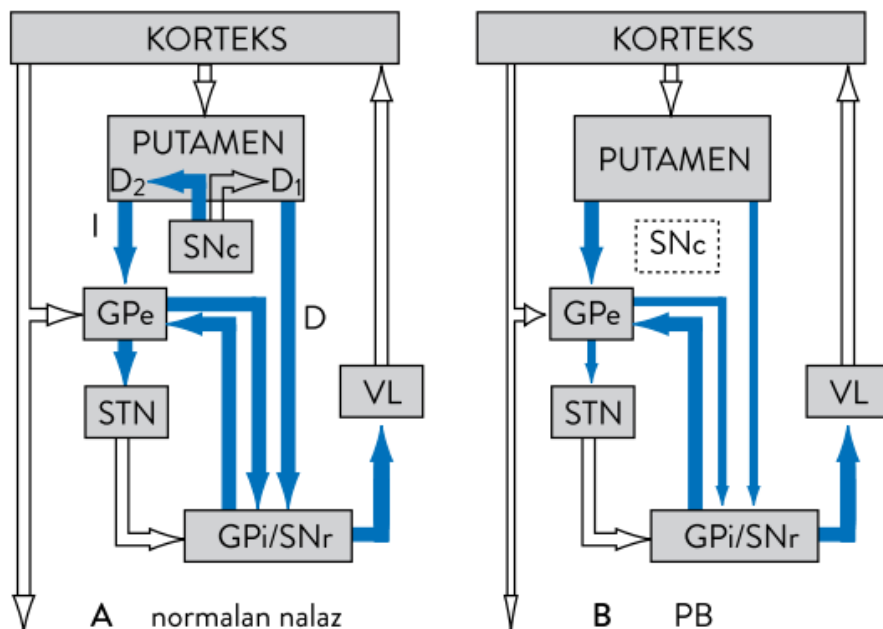 KORTEKS
PUTAMEN
D2 D1
I
SNc
GPe
D
STN
VL
GPi/SNr
A normalan nalaz
KORTEKS
PUTAMEN
SNc
GPe
STN
VL
GPi/SNr
B PB